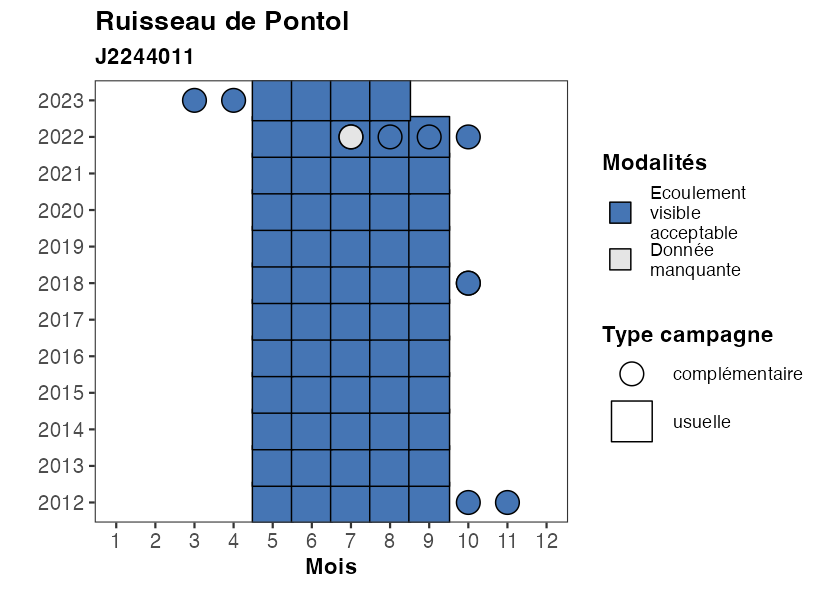 Ruisseau de Pontol
J2244011
2023
2022
2021
2020
2019
2018
2017
2016
2015
2014
2013
2012
1 2 3 4 5 6 7 8 9 10 11 12
Mois
Modalités
Ecoulement
visible
acceptable
Donnée
manquante
Type campagne
complémentaire
usuelle